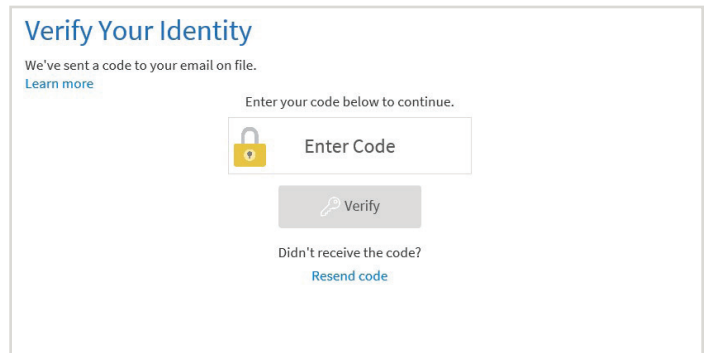 Verify Your Identity
We've sent a code to your email on file.
Learn more
Enter your code below to continue.
Enter Code
Verify
Didn't receive the code?
Resend code